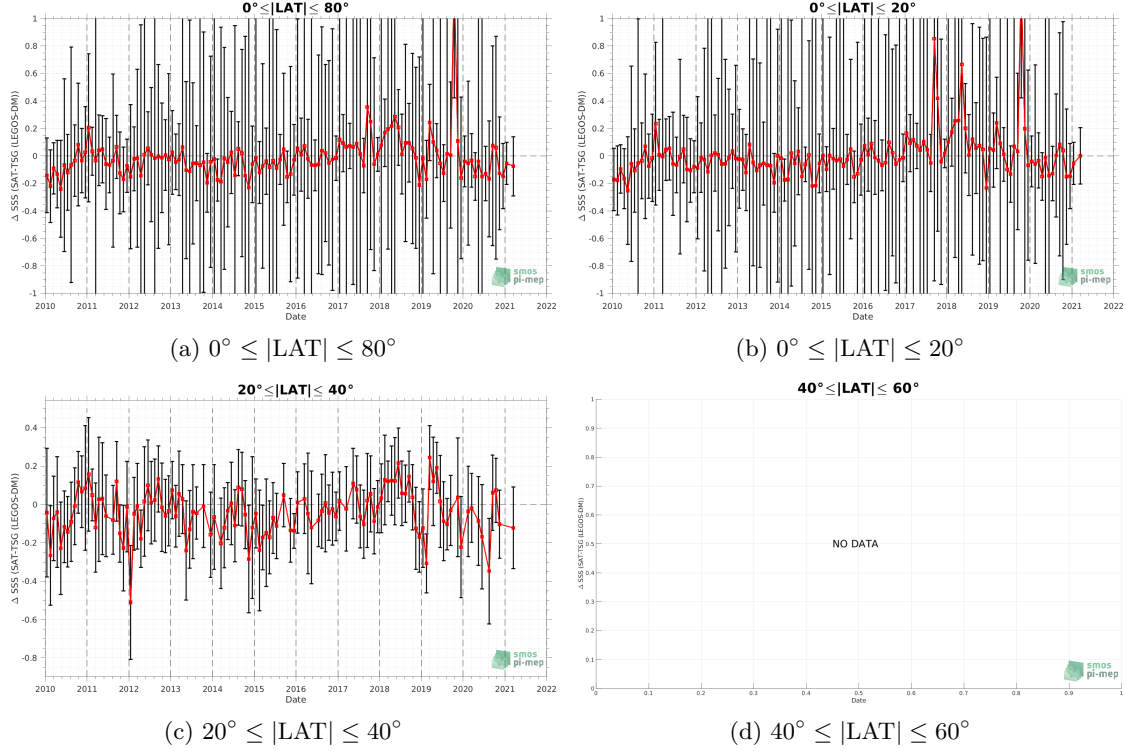 0°≤|LAT|≤ 80°
Δ SSS (SAT-TSG (LEGOS-DM))
1
0.8
0.6
0.4
0.2
0
-0.2
-0.4
-0.6
-0.8
-1
2010 2011 2012 2013 2014 2015 2016 2017 2018 2019 2020 2021 2022
Date
smos
pi-mep
(a) 0° ≤ |LAT| ≤ 80°
0°≤|LAT|≤ 20°
Δ SSS (SAT-TSG (LEGOS-DM))
1
0.8
0.6
0.4
0.2
0
-0.2
-0.4
-0.6
-0.8
-1
2010 2011 2012 2013 2014 2015 2016 2017 2018 2019 2020 2021 2022
Date
smos
pi-mep
(b) 0° ≤ |LAT| ≤ 20°
20°≤|LAT|≤ 40°
Δ SSS (SAT-TSG (LEGOS-DM))
0.4
0.2
0
-0.2
-0.4
-0.6
-0.8
2010 2011 2012 2013 2014 2015 2016 2017 2018 2019 2020 2021 2022
Date
smos
pi-mep
(c) 20° ≤ |LAT| ≤ 40°
40°≤|LAT|≤ 60°
Δ SSS (SAT-TSG (LEGOS-DM))
1
0.9
0.8
0.7
0.6
0.5
0.4
0.3
0.2
0.1
0
NO DATA
0 0.1 0.2 0.3 0.4 0.5 0.6 0.7 0.8 0.9 1
Date
smos
pi-mep
(d) 40° ≤ |LAT| ≤ 60°